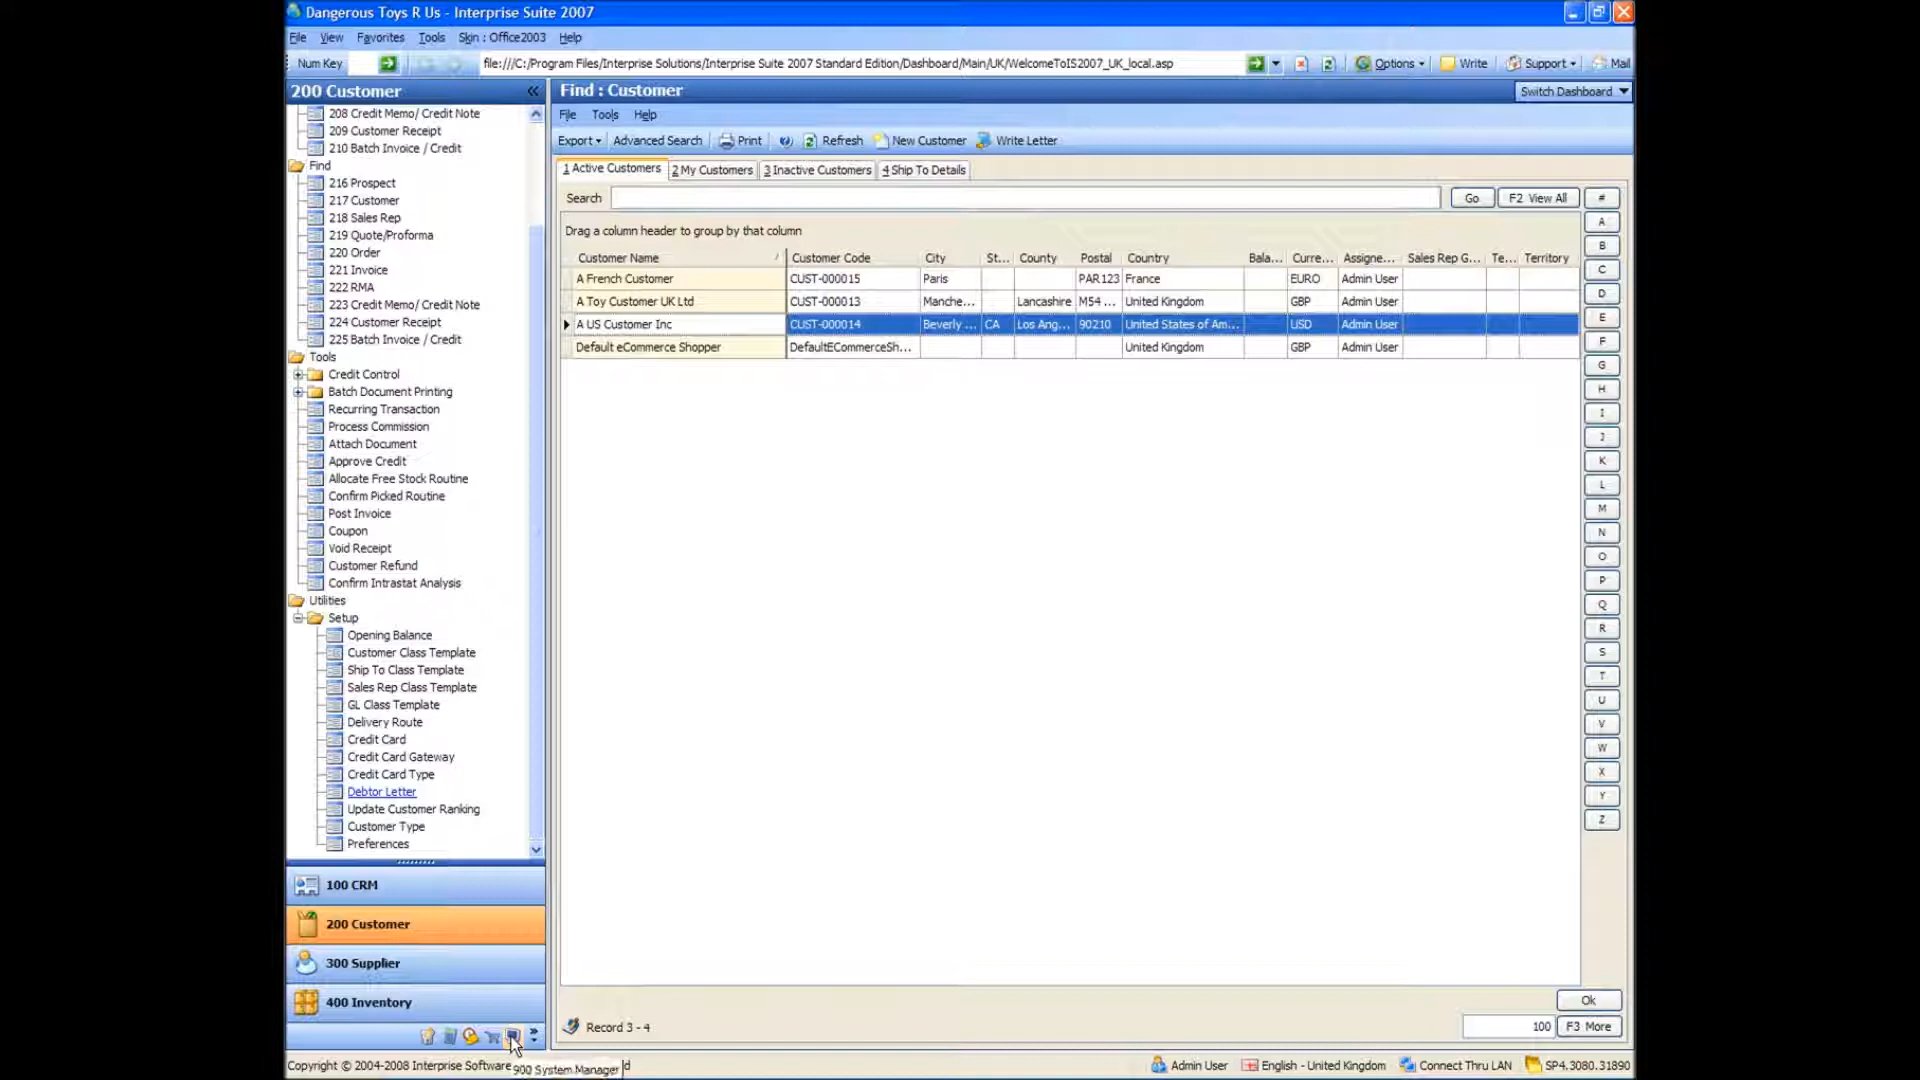 Dangerous Toys R Us - Interprise Suite 2007
File View Favorites Tools Skin : Office2003 Help
Num Key file:///C:/Program Files/Interprise Solutions/Interprise Suite 2007 Standard Edition/Dashboard/Main/UK/WelcomeToIS2007_UK_local.asp Options Write Support Mail
200 Customer
208 Credit Memo/ Credit Note
209 Customer Receipt
210 Batch Invoice / Credit
Find
216 Prospect
217 Customer
218 Sales Rep
219 Quote/Proforma
220 Order
221 Invoice
222 RMA
223 Credit Memo/ Credit Note
224 Customer Receipt
225 Batch Invoice / Credit
Tools
Credit Control
Batch Document Printing
Recurring Transaction
Process Commission
Attach Document
Approve Credit
Allocate Free Stock Routine
Confirm Picked Routine
Post Invoice
Coupon
Void Receipt
Customer Refund
Confirm Intrastat Analysis
Utilities
Setup
Opening Balance
Customer Class Template
Ship To Class Template
Sales Rep Class Template
GL Class Template
Delivery Route
Credit Card
Credit Card Gateway
Credit Card Type
Debtor Letter
Update Customer Ranking
Customer Type
Preferences
100 CRM
200 Customer
300 Supplier
400 Inventory
Find : Customer Switch Dashboard
File Tools Help
Export Advanced Search Print Refresh New Customer Write Letter
1 Active Customers 2 My Customers 3 Inactive Customers 4 Ship To Details
Search Go F2 View All #
Drag a column header to group by that column
Customer Name Customer Code City St... County Postal Country Bala... Curre... Assigne... Sales Rep G... Te... Territory
A French Customer CUST-000015 Paris PAR123 France EURO Admin User
A Toy Customer UK Ltd CUST-000013 Manche... Lancashire M54 ... United Kingdom GBP Admin User
A US Customer Inc CUST-000014 Beverly ... CA Los Ang... 90210 United States of Am... USD Admin User
Default eCommerce Shopper DefaultECommerceSh... United Kingdom GBP Admin User
A
B
C
D
E
F
G
H
I
J
K
L
M
N
O
P
Q
R
S
T
U
V
W
X
Y
Z
Ok
Record 3 - 4 100 F3 More
Copyright © 2004-2008 Interprise Software 900 System Manager d Admin User English - United Kingdom Connect Thru LAN SP4.3080.31890